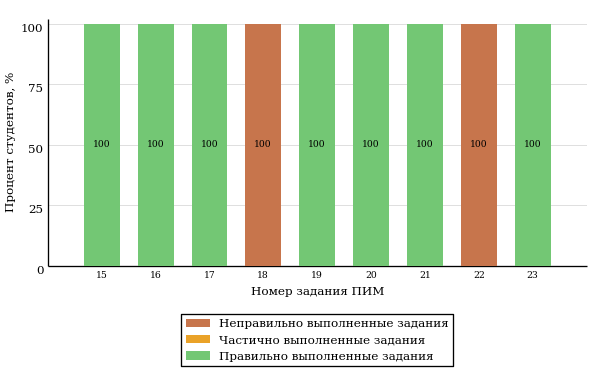 Процент студентов, %
100
75
50
25
0
100 100 100 100 100 100 100 100 100
15 16 17 18 19 20 21 22 23
Номер задания ПИМ
Неправильно выполненные задания
Частично выполненные задания
Правильно выполненные задания